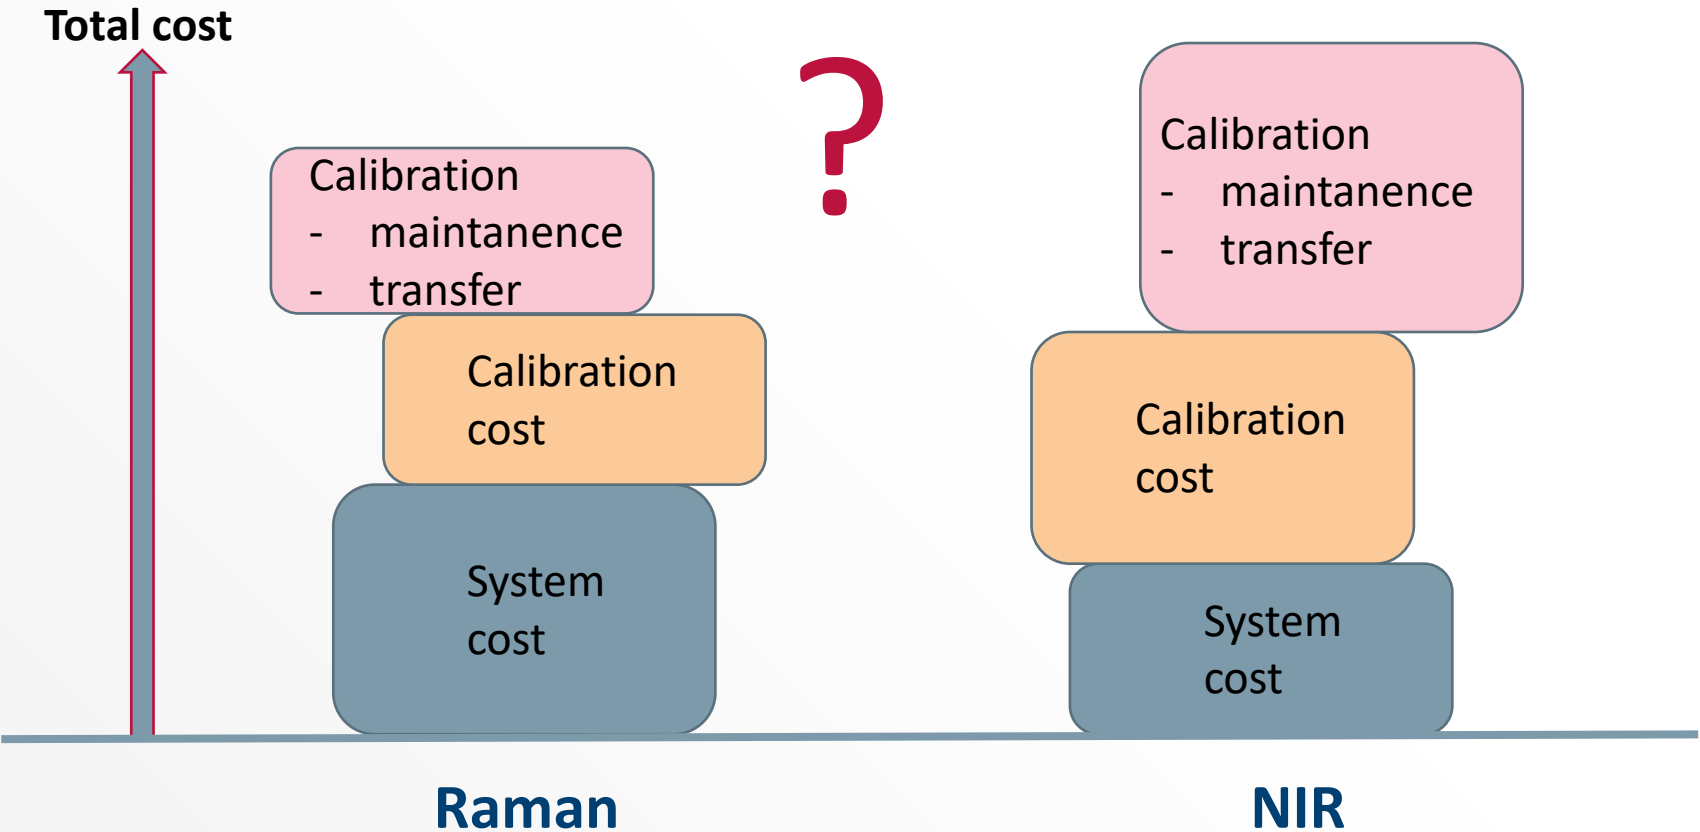 Total cost
?
Calibration
- maintanence
- transfer
Calibration
cost
System
cost
Raman
Calibration
- maintanence
- transfer
Calibration
cost
System
cost
NIR